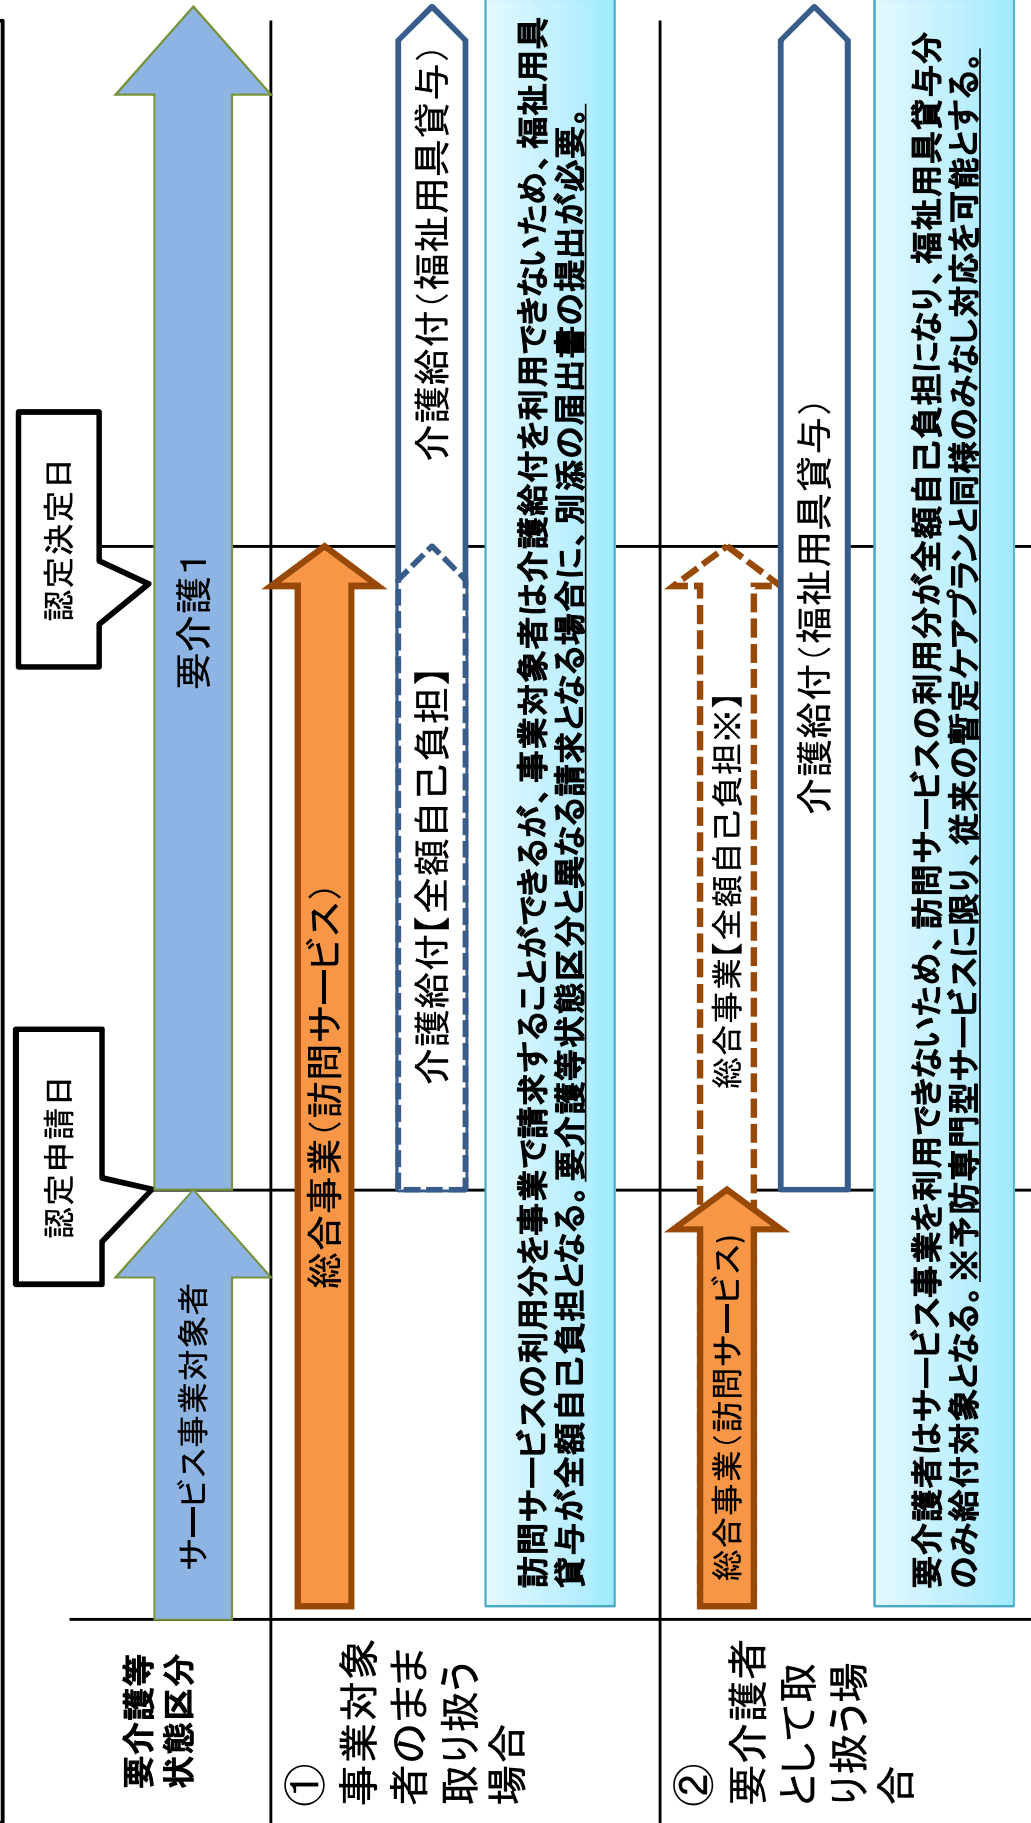 認定申請日
認定決定日
要介護等
状態区分
サービス事業対象者
要介護1
①
事業対象
者のまま
取り扱う
場合
総合事業(訪問サービス)
介護給付【全額自己負担】
介護給付(福祉用具貸与)
訪問サービスの利用分を事業で請求することができるが、事業対象者は介護給付を利用できないため、福祉用具
貸与が全額自己負担となる。要介護等状態区分と異なる請求となる場合に、別添の届出書の提出が必要。
②
要介護者
として取
り扱う場
合
総合事業(訪問サービス)
総合事業【全額自己負担※】
介護給付(福祉用具貸与)
要介護者はサービス事業を利用できないため、訪問サービスの利用分が全額自己負担になり、福祉用具貸与分
のみ給付対象となる。※予防専門型サービスに限り、従来の暫定ケアプランと同様のみなし対応を可能とする。